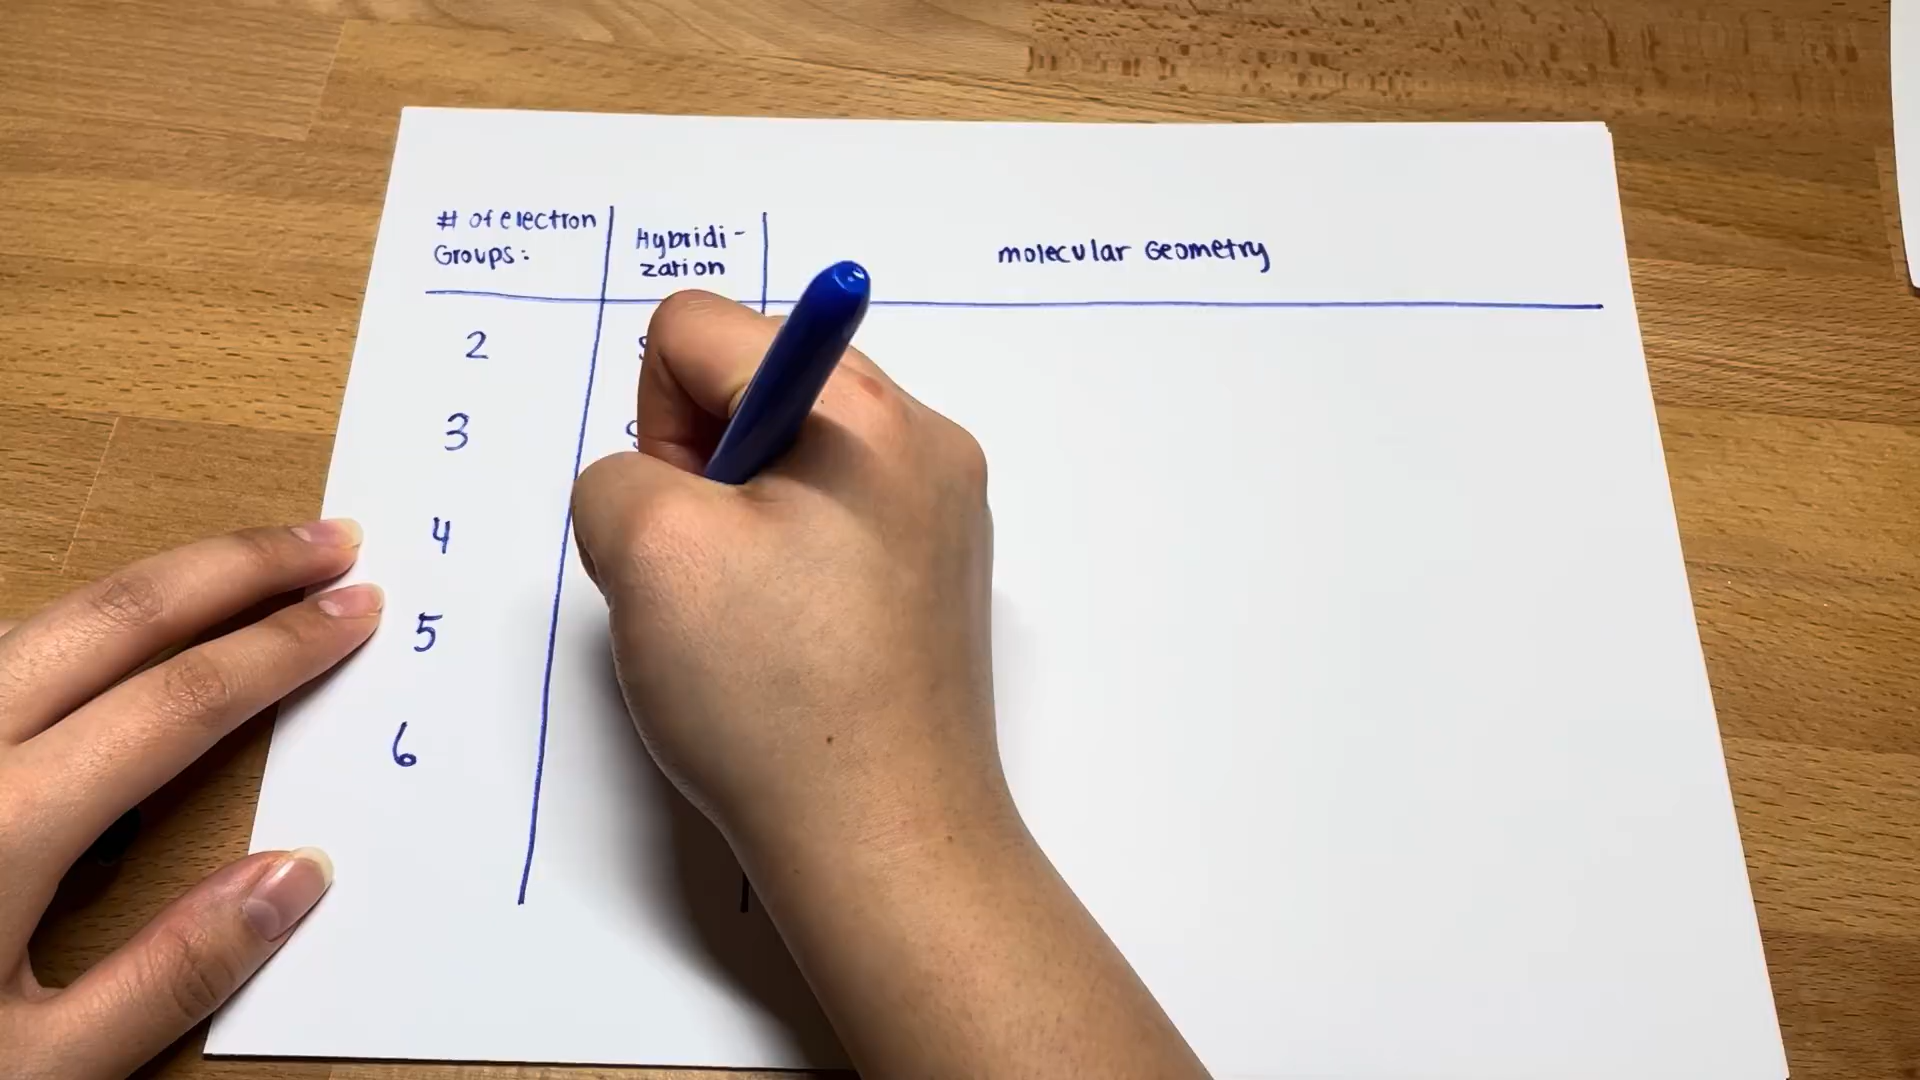 # of electron
Groups:
Hybridi-
zation
molecular Geometry
2
3
4
5
6